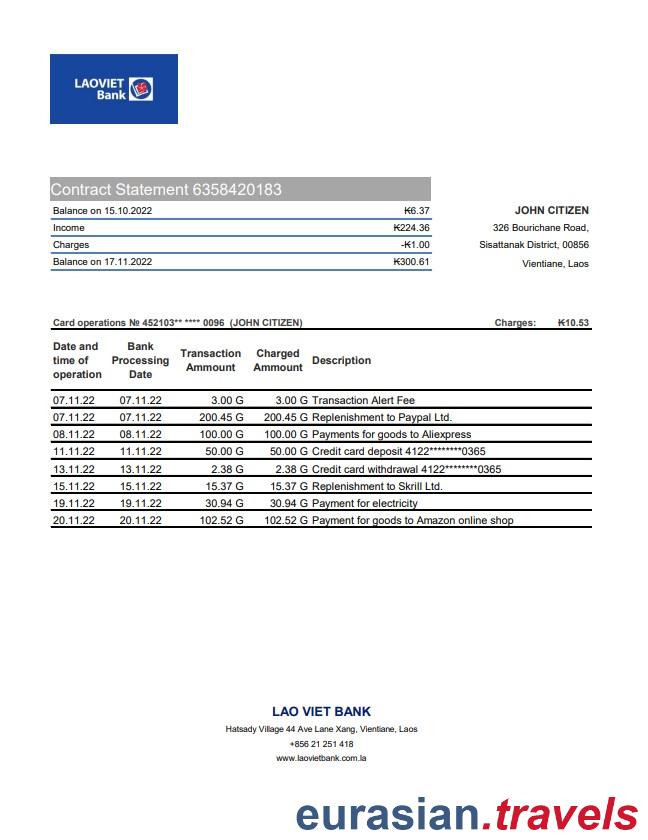 LAOVIET
Bank
Contract Statement 6358420183
Balance on 15.10.2022 ₭6.37
Income ₭224.36
Charges -₭1.00
Balance on 17.11.2022 ₭300.61
JOHN CITIZEN
326 Bourichane Road,
Sisattanak District, 00856
Vientiane, Laos
Card operations № 452103** **** 0096 (JOHN CITIZEN) Charges: ₭10.53
Date and time of operation Bank Processing Date Transaction Amount Charged Amount Description
07.11.22 07.11.22 3.00 G 3.00 G Transaction Alert Fee
07.11.22 07.11.22 200.45 G 200.45 G Replenishment to Paypal Ltd.
08.11.22 08.11.22 100.00 G 100.00 G Payments for goods to Aliexpress
11.11.22 11.11.22 50.00 G 50.00 G Credit card deposit 4122********0365
13.11.22 13.11.22 2.38 G 2.38 G Credit card withdrawal 4122********0365
15.11.22 15.11.22 15.37 G 15.37 G Replenishment to Skrill Ltd.
19.11.22 19.11.22 30.94 G 30.94 G Payment for electricity
20.11.22 20.11.22 102.52 G 102.52 G Payment for goods to Amazon online shop
LAO VIET BANK
Hatsady Village 44 Ave Lane Xang, Vientiane, Laos
+856 21 251 418
www.laovietbank.com.la
eurasian.travels